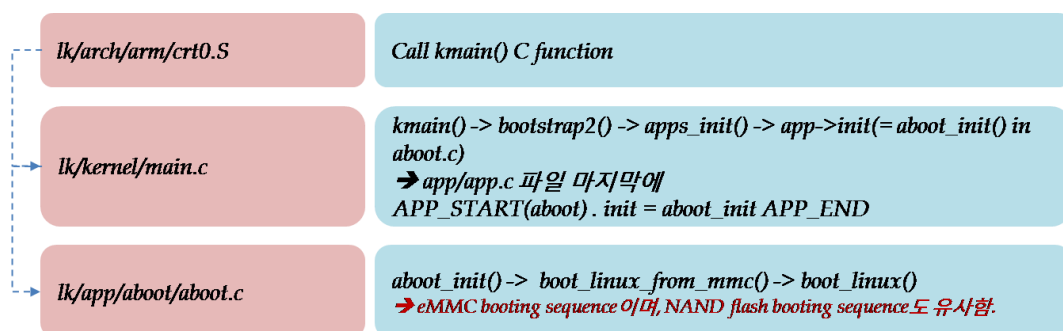 lk/arch/arm/crt0.S
Call kmain() C function
lk/kernel/main.c
kmain() -> bootstrap2() -> apps_init() -> app->init(= aboot_init() in
aboot.c)
➔ app/app.c 파일 마지막에
APP_START(aboot) . init = aboot_init APP_END
lk/app/aboot/aboot.c
aboot_init()-> boot_linux_from_mmc()-> boot_linux()
➔ eMMC booting sequence 이며, NAND flash booting sequence도 유사함.